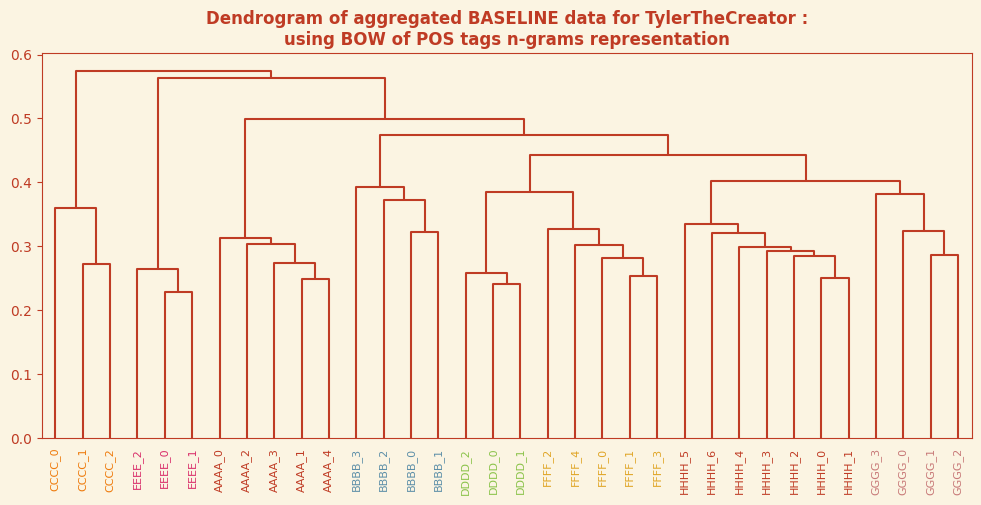 Dendrogram of aggregated BASELINE data for TylerTheCreator :
using BOW of POS tags n-grams representation
0.6
0.5
0.4
0.3
0.2
0.1
0.0
CCCC_0
CCCC_1
CCCC_2
EEEE_2
EEEE_0
EEEE_1
AAAA_0
AAAA_2
AAAA_3
AAAA_1
AAAA_4
BBBB_3
BBBB_2
BBBB_0
BBBB_1
DDDD_2
DDDD_0
DDDD_1
FFFF_2
FFFF_4
FFFF_0
FFFF_1
FFFF_3
HHHH_5
HHHH_6
HHHH_4
HHHH_3
HHHH_2
HHHH_0
HHHH_1
GGGG_3
GGGG_0
GGGG_1
GGGG_2